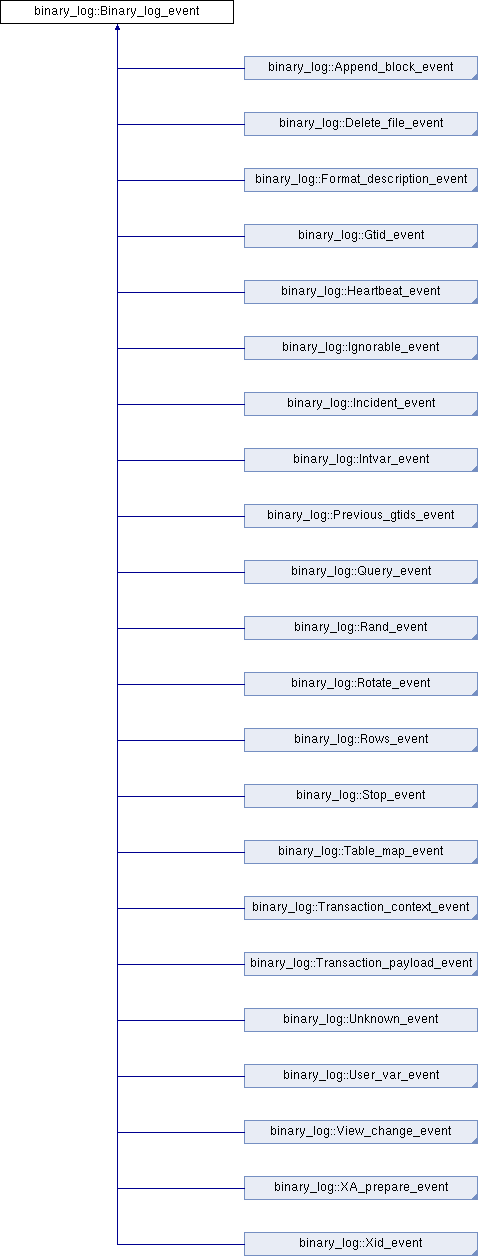 binary_log::Binary_log_event
binary_log::Append_block_event
binary_log::Delete_file_event
binary_log::Format_description_event
binary_log::Gtid_event
binary_log::Heartbeat_event
binary_log::Ignorable_event
binary_log::Incident_event
binary_log::Intvar_event
binary_log::Previous_gtids_event
binary_log::Query_event
binary_log::Rand_event
binary_log::Rotate_event
binary_log::Rows_event
binary_log::Stop_event
binary_log::Table_map_event
binary_log::Transaction_context_event
binary_log::Transaction_payload_event
binary_log::Unknown_event
binary_log::User_var_event
binary_log::View_change_event
binary_log::XA_prepare_event
binary_log::Xid_event